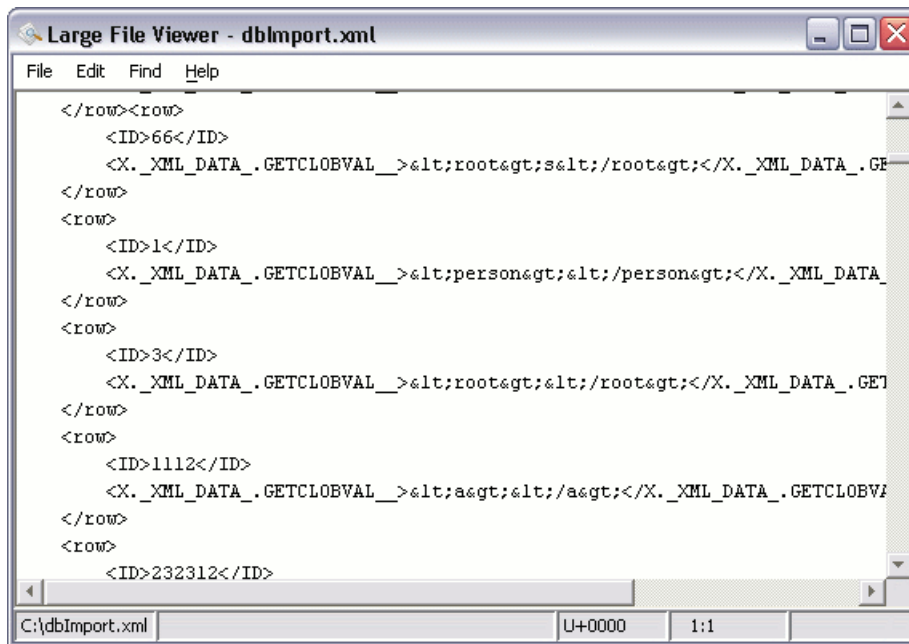 Large File Viewer - dbImport.xml
File Edit Find Help
</row><row>
<ID>66</ID>
<X._XML_DATA_.GETCLOBVAL__>&lt;root&gt;s&lt;/root&gt;</X._XML_DATA_.GE
</row>
<row>
<ID>1</ID>
<X._XML_DATA_.GETCLOBVAL__>&lt;person&gt;&lt;/person&gt;</X._XML_DATA_
</row>
<row>
<ID>3</ID>
<X._XML_DATA_.GETCLOBVAL__>&lt;root&gt;&lt;/root&gt;</X._XML_DATA_.GET
</row>
<row>
<ID>1112</ID>
<X._XML_DATA_.GETCLOBVAL__>&lt;a&gt;&lt;/a&gt;</X._XML_DATA_.GETCLOBVA
</row>
<row>
<ID>232312</ID>
C:\dbImport.xml U+0000 1:1